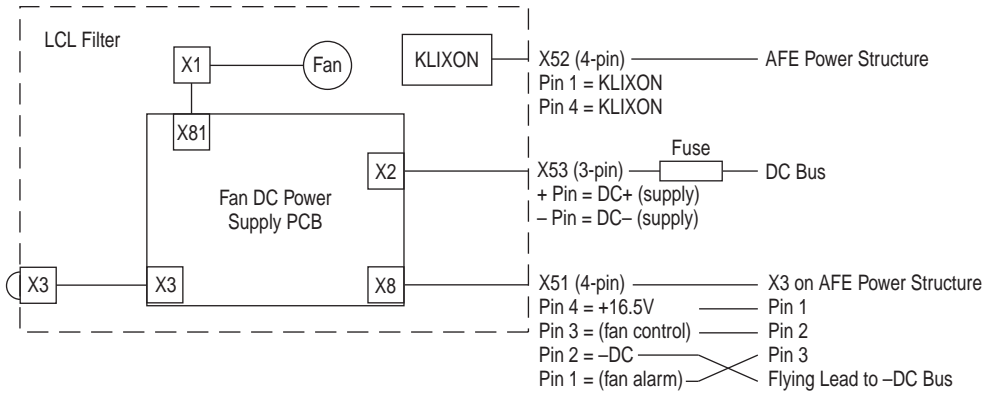 LCL Filter
X1
Fan
KLIXON
X52 (4-pin)
AFE Power Structure
Pin 1 = KLIXON
Pin 4 = KLIXON
X81
X2
Fan DC Power
Supply PCB
X53 (3-pin)
Fuse
DC Bus
+ Pin = DC+ (supply)
– Pin = DC– (supply)
X3
X3
X8
X51 (4-pin)
X3 on AFE Power Structure
Pin 4 = +16.5V
Pin 1
Pin 3 = (fan control)
Pin 2
Pin 2 = –DC
Pin 3
Pin 1 = (fan alarm)
Flying Lead to –DC Bus